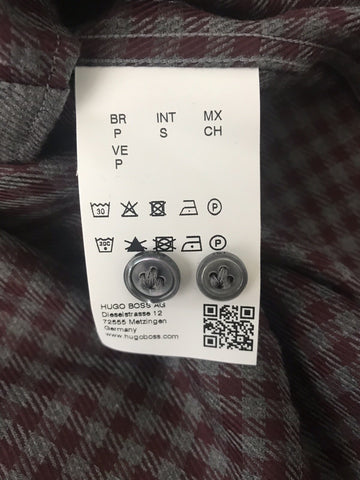 BR INT MX
P S CH
VE
P
30 P
P
HUGO BOSS AG
Dieselstrasse 12
72555 Metzingen
Germany
www.hugoboss.com